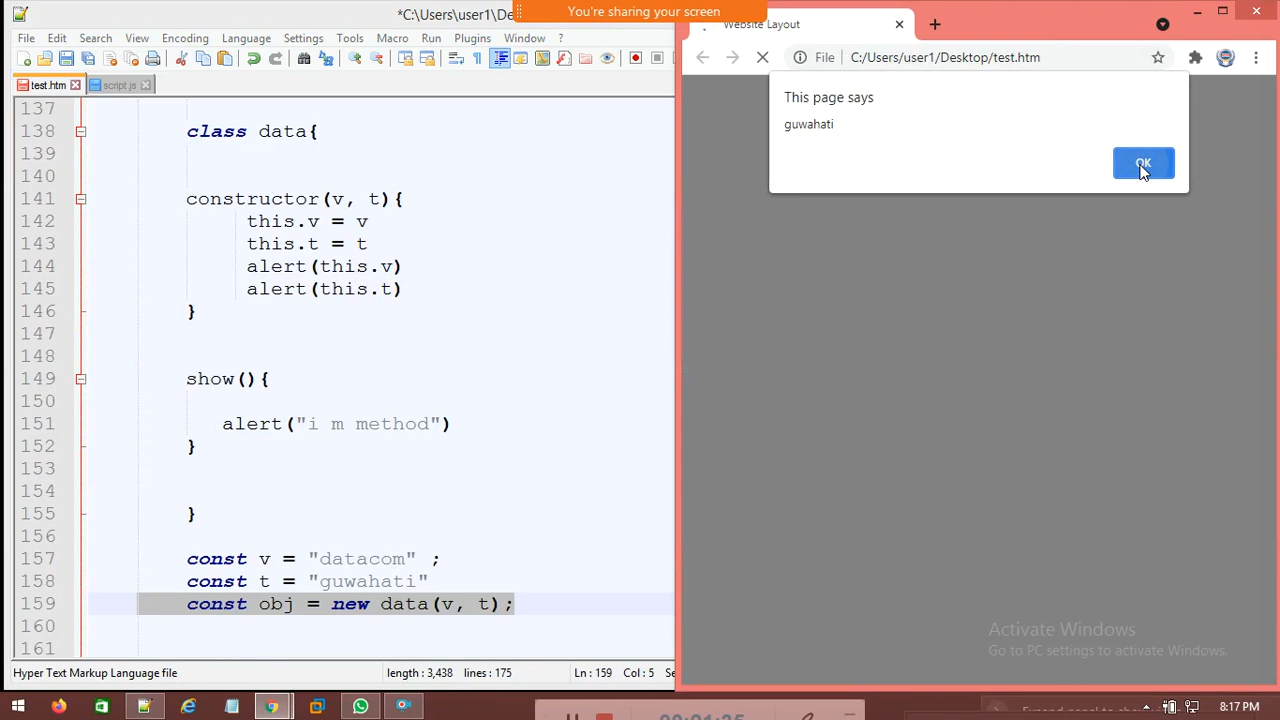 *C:\Users\user1\De
You're sharing your screen
Website Layout
File Edit Search View Encoding Language Settings Tools Macro Run Plugins Window ?
File C:/Users/user1/Desktop/test.htm
test.htm script.js
This page says
guwahati
OK
137
138 class data{
139
140
141 constructor(v, t){
142 this.v = v
143 this.t = t
144 alert(this.v)
145 alert(this.t)
146 }
147
148
149 show(){
150
151 alert("i m method")
152 }
153
154
155 }
156
157 const v = "datacom" ;
158 const t = "guwahati"
159 const obj = new data(v, t);
160
161
Activate Windows
Go to PC settings to activate Windows.
Hyper Text Markup Language file length : 3,438 lines : 175 Ln : 159 Col : 5 Se
8:17 PM